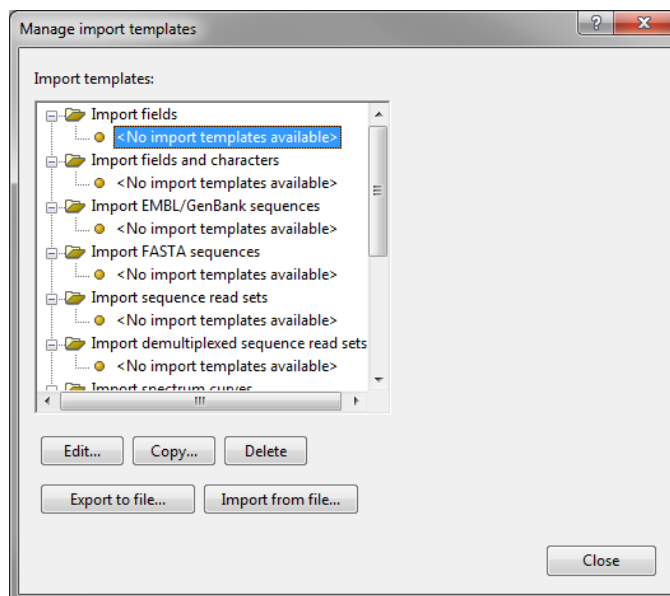 Manage import templates
?
Import templates:
Import fields
<No import templates available>
Import fields and characters
<No import templates available>
Import EMBL/GenBank sequences
<No import templates available>
Import FASTA sequences
<No import templates available>
Import sequence read sets
<No import templates available>
Import demultiplexed sequence read sets
<No import templates available>
Import spectrum curves
Edit...
Copy...
Delete
Export to file...
Import from file...
Close